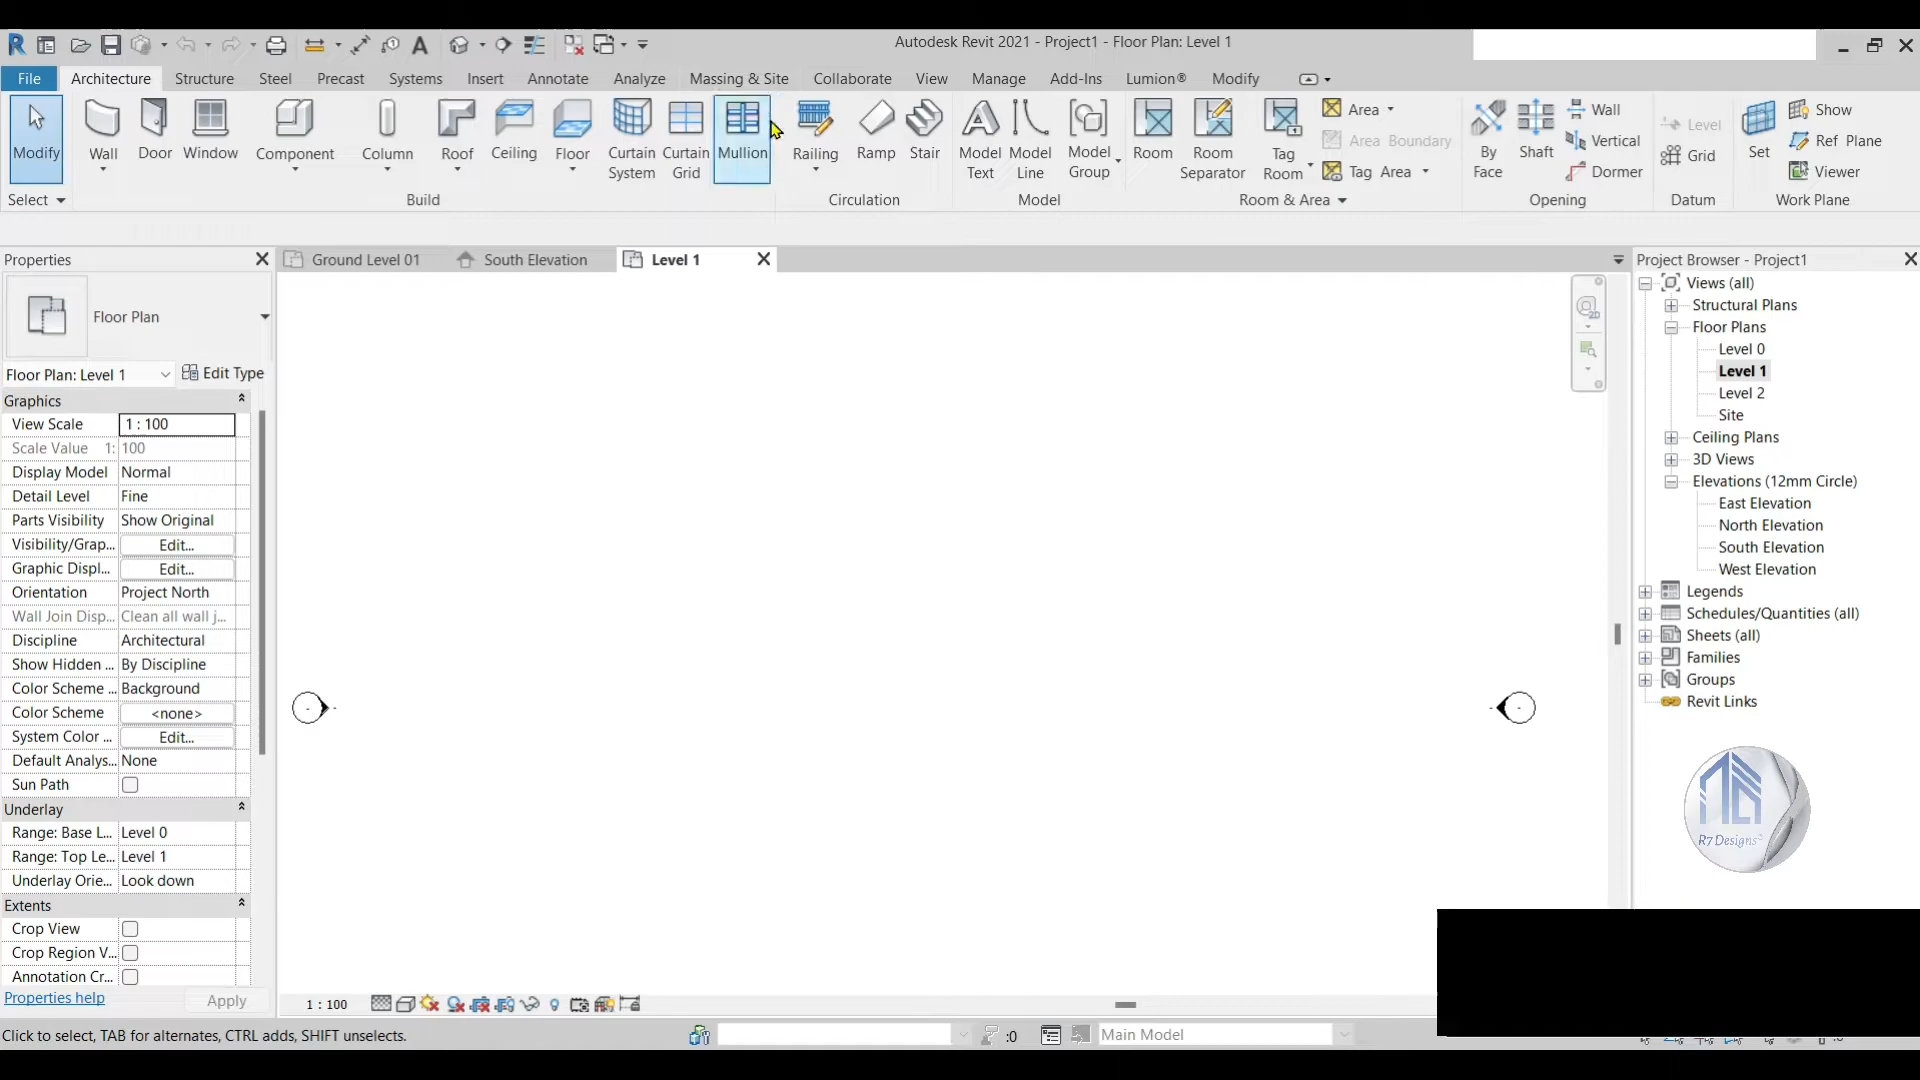 Autodesk Revit 2021 - Project1 - Floor Plan: Level 1
File Architecture Structure Steel Precast Systems Insert Annotate Analyze Massing & Site Collaborate View Manage Add-Ins Lumion® Modify
Modify
Wall
Door
Window
Component
Column
Roof
Ceiling
Floor
Curtain System
Curtain Grid
Mullion
Railing
Ramp
Stair
Model Text
Model Line
Model Group
Room
Room Separator
Tag Room
Area
Area Boundary
Tag Area
By Face
Shaft
Wall
Vertical
Dormer
Level
Grid
Set
Show
Ref Plane
Viewer
Select Build Circulation Model Room & Area Opening Datum Work Plane
Properties
Ground Level 01 South Elevation Level 1
Floor Plan
Floor Plan: Level 1 Edit Type
Graphics
View Scale 1 : 100
Scale Value 1: 100
Display Model Normal
Detail Level Fine
Parts Visibility Show Original
Visibility/Grap... Edit...
Graphic Displ... Edit...
Orientation Project North
Wall Join Disp... Clean all wall j...
Discipline Architectural
Show Hidden ... By Discipline
Color Scheme ... Background
Color Scheme <none>
System Color ... Edit...
Default Analys... None
Sun Path
Underlay
Range: Base L... Level 0
Range: Top Le... Level 1
Underlay Orie... Look down
Extents
Crop View
Crop Region V...
Annotation Cr...
Properties help Apply
2D
Project Browser - Project1
Views (all)
Structural Plans
Floor Plans
Level 0
Level 1
Level 2
Site
Ceiling Plans
3D Views
Elevations (12mm Circle)
East Elevation
North Elevation
South Elevation
West Elevation
Legends
Schedules/Quantities (all)
Sheets (all)
Families
Groups
Revit Links
R7 Designs
1 : 100
Click to select, TAB for alternates, CTRL adds, SHIFT unselects.
:0
Main Model